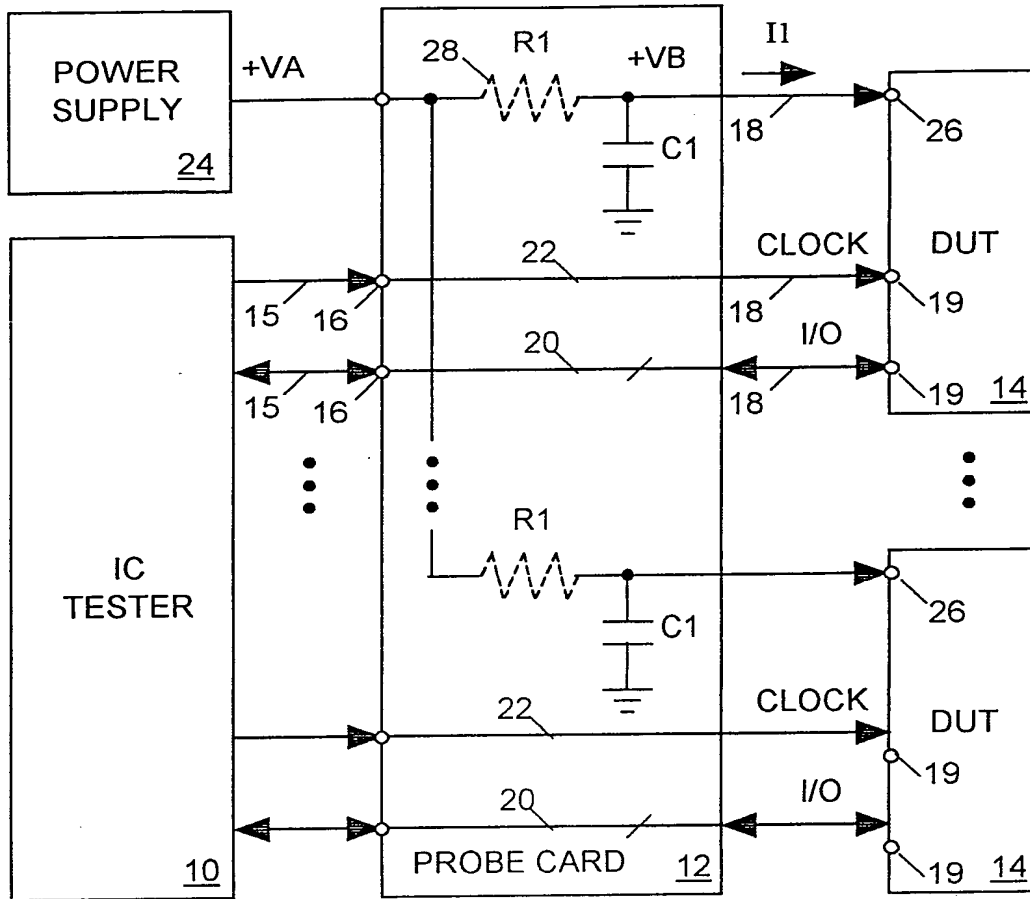 POWER
SUPPLY
24
+VA
28
R1
+VB
I1
C1
18
26
22
CLOCK
DUT
15
16
18
19
20
I/O
15
16
18
19
14
R1
IC
TESTER
C1
26
22
CLOCK
DUT
19
20
I/O
19
10
PROBE CARD
12
14